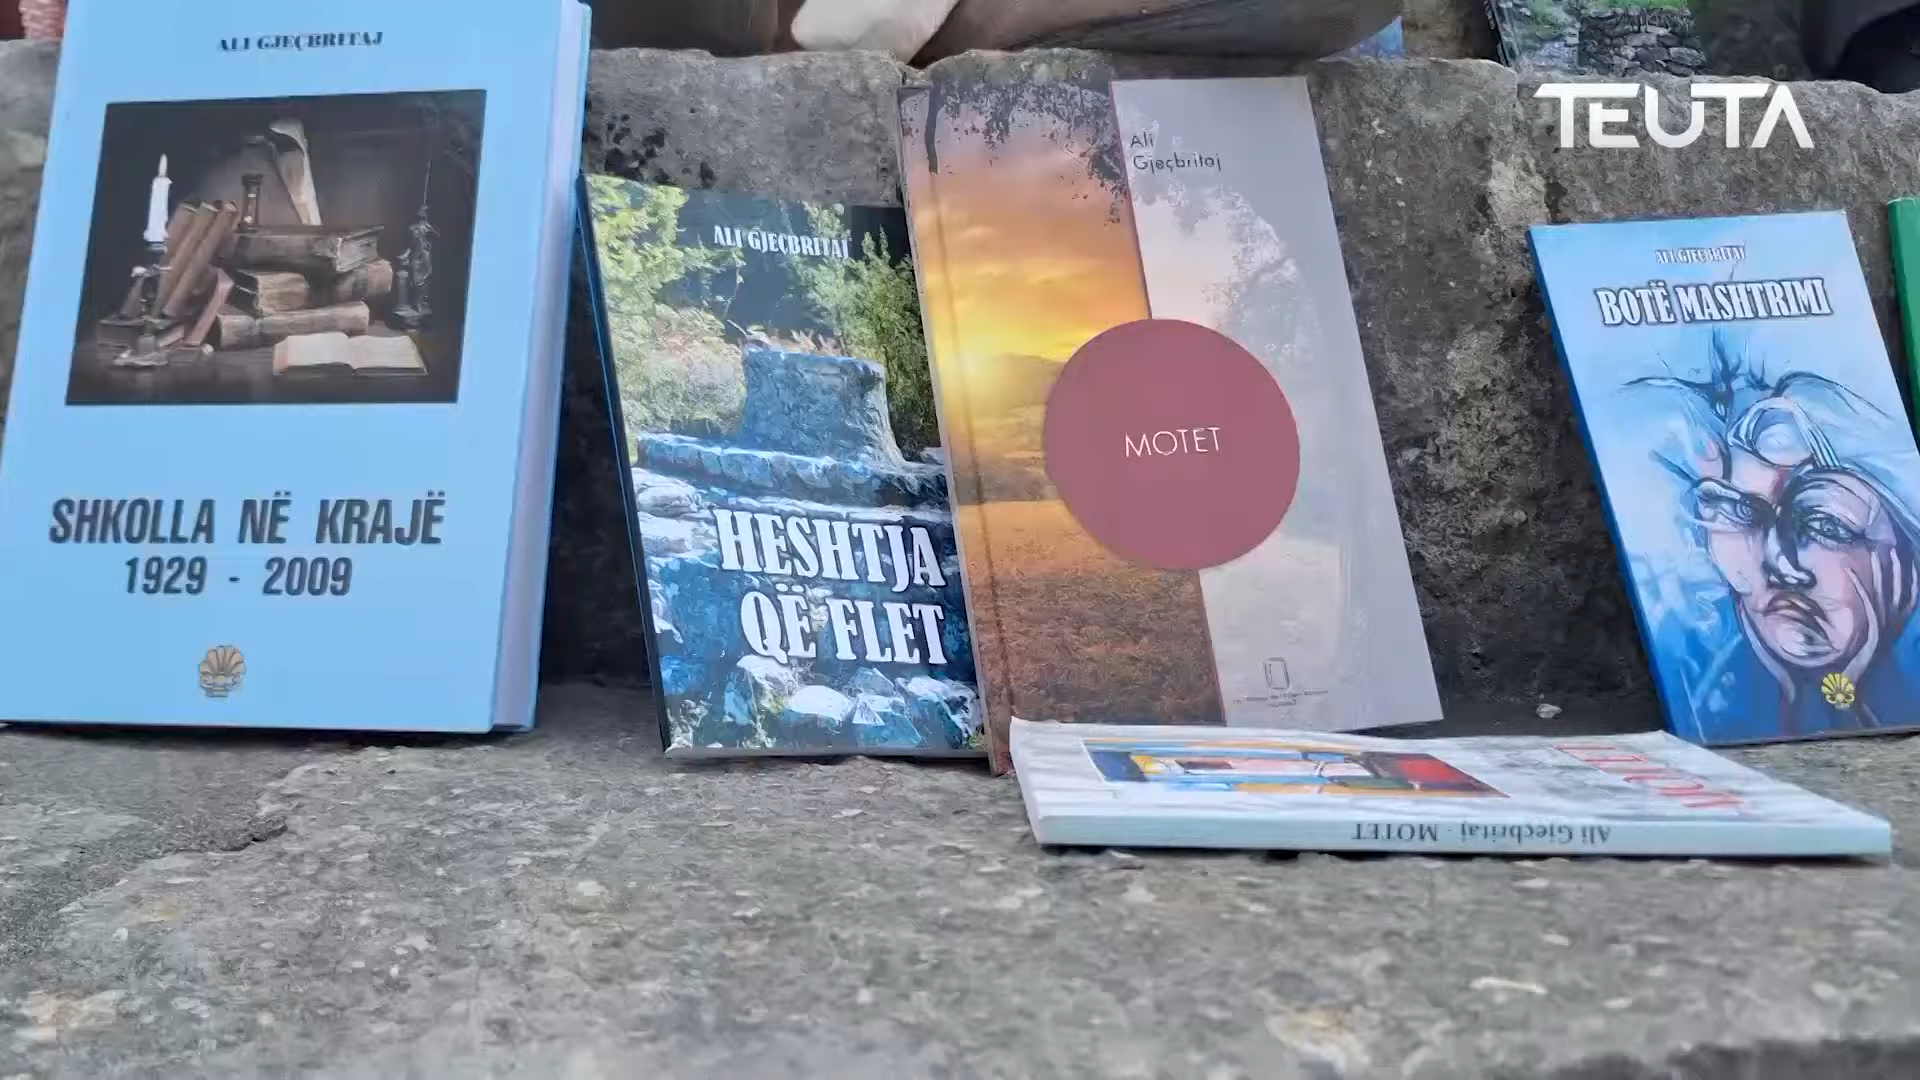 ALI GJEÇBRITAJ
SHKOLLA NË KRAJË
1929 - 2009
ALI GJEÇBRITAJ
HESHTJA
QË FLET
Ali
Gjeçbritaj
MOTET
ALI GJEÇBRITAJ
BOTË MASHTRIMI
Ali Gjeçbritaj - MOTET
TEUTA